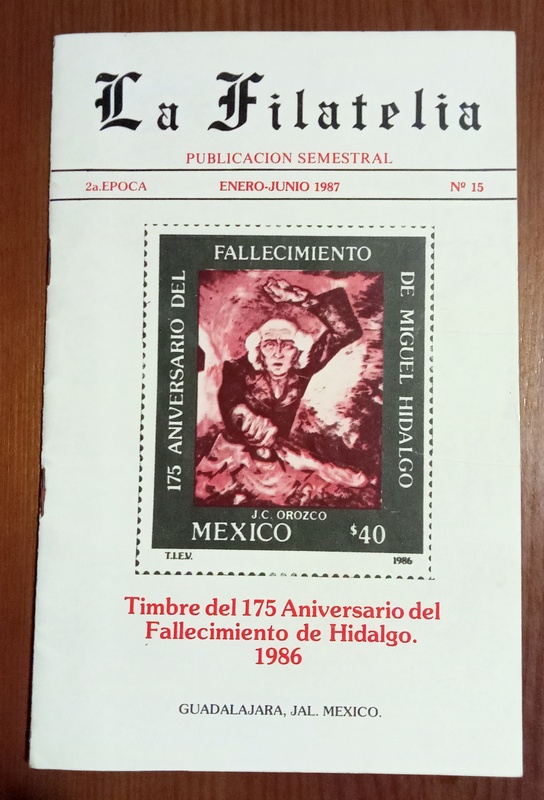 La Filatelia
PUBLICACION SEMESTRAL
2a.EPOCA ENERO-JUNIO 1987 Nº 15
175 ANIVERSARIO DEL
FALLECIMIENTO
DE MIGUEL HIDALGO
J.C. OROZCO
MEXICO $40
T.I.E.V. 1986
Timbre del 175 Aniversario del
Fallecimiento de Hidalgo.
1986
GUADALAJARA, JAL. MEXICO.